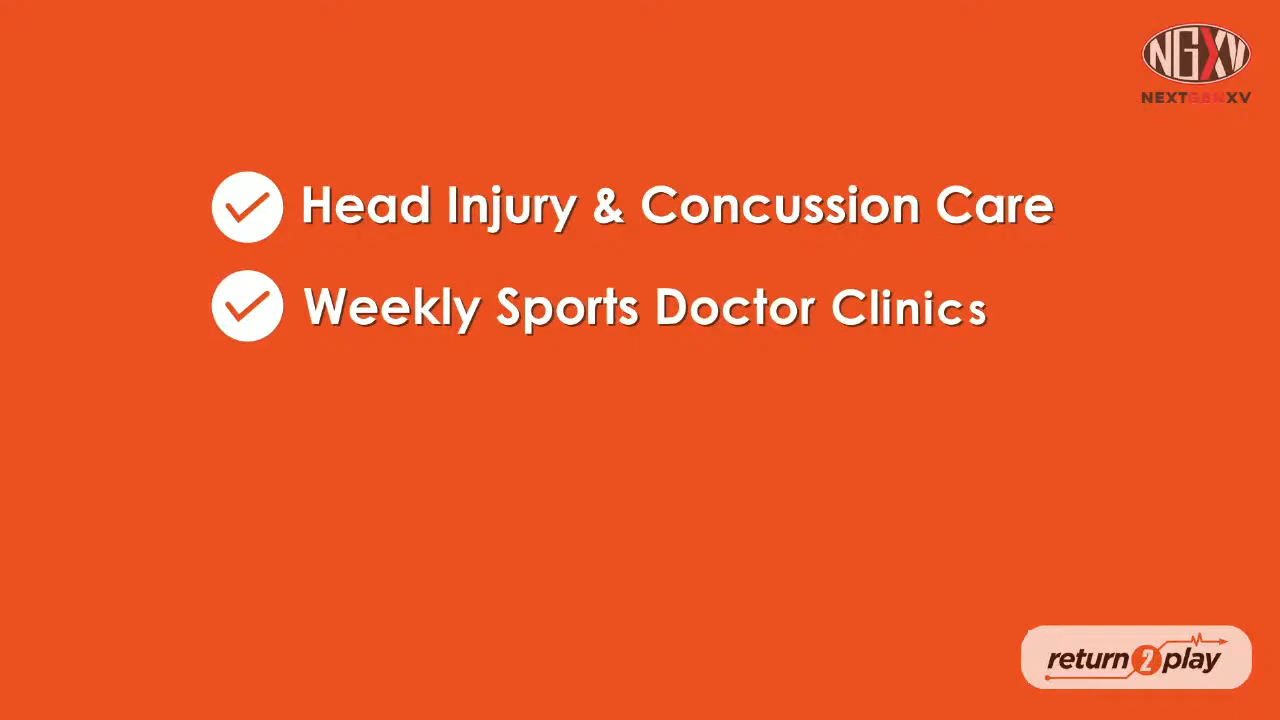 NGXV
NEXTGENXV
Head Injury & Concussion Care
Weekly Sports Doctor Clinics
return2play